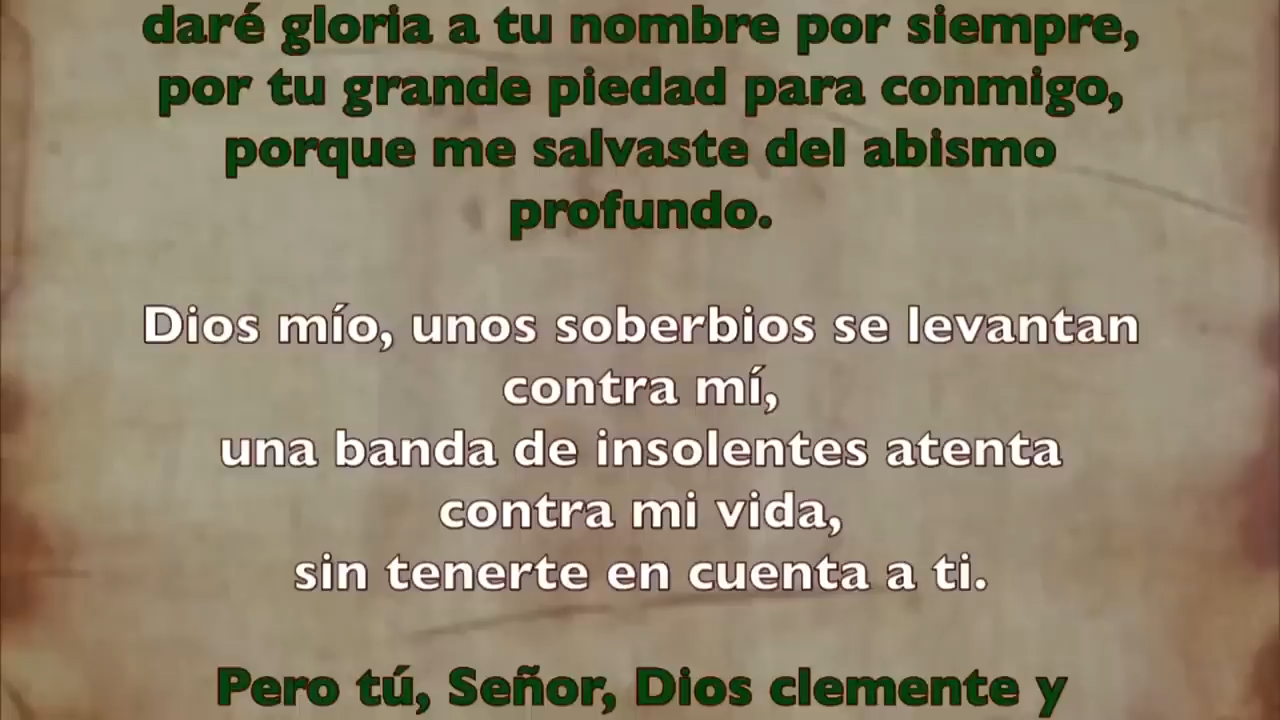 daré gloria a tu nombre por siempre,
por tu grande piedad para conmigo,
porque me salvaste del abismo
profundo.
Dios mío, unos soberbios se levantan
contra mí,
una banda de insolentes atenta
contra mi vida,
sin tenerte en cuenta a ti.
Pero tú, Señor, Dios clemente y